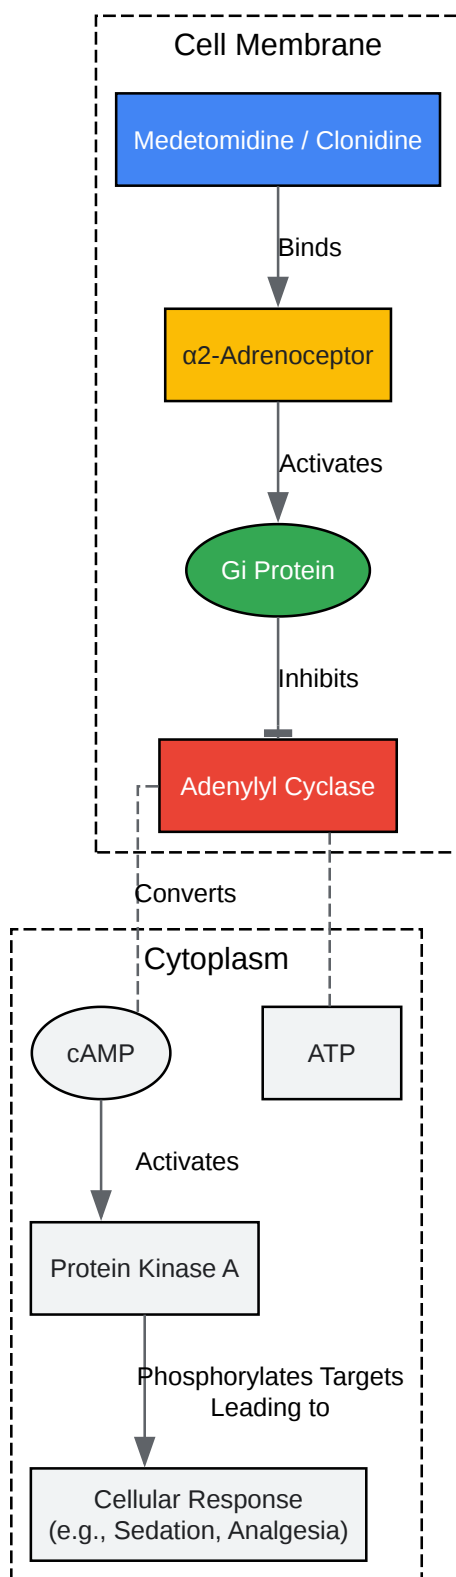 Cell Membrane
Medetomidine / Clonidine
Binds
α2-Adrenoceptor
Activates
Gi Protein
Inhibits
Adenylyl Cyclase
Converts
Cytoplasm
cAMP
ATP
Activates
Protein Kinase A
Phosphorylates Targets
Leading to
Cellular Response
(e.g., Sedation, Analgesia)